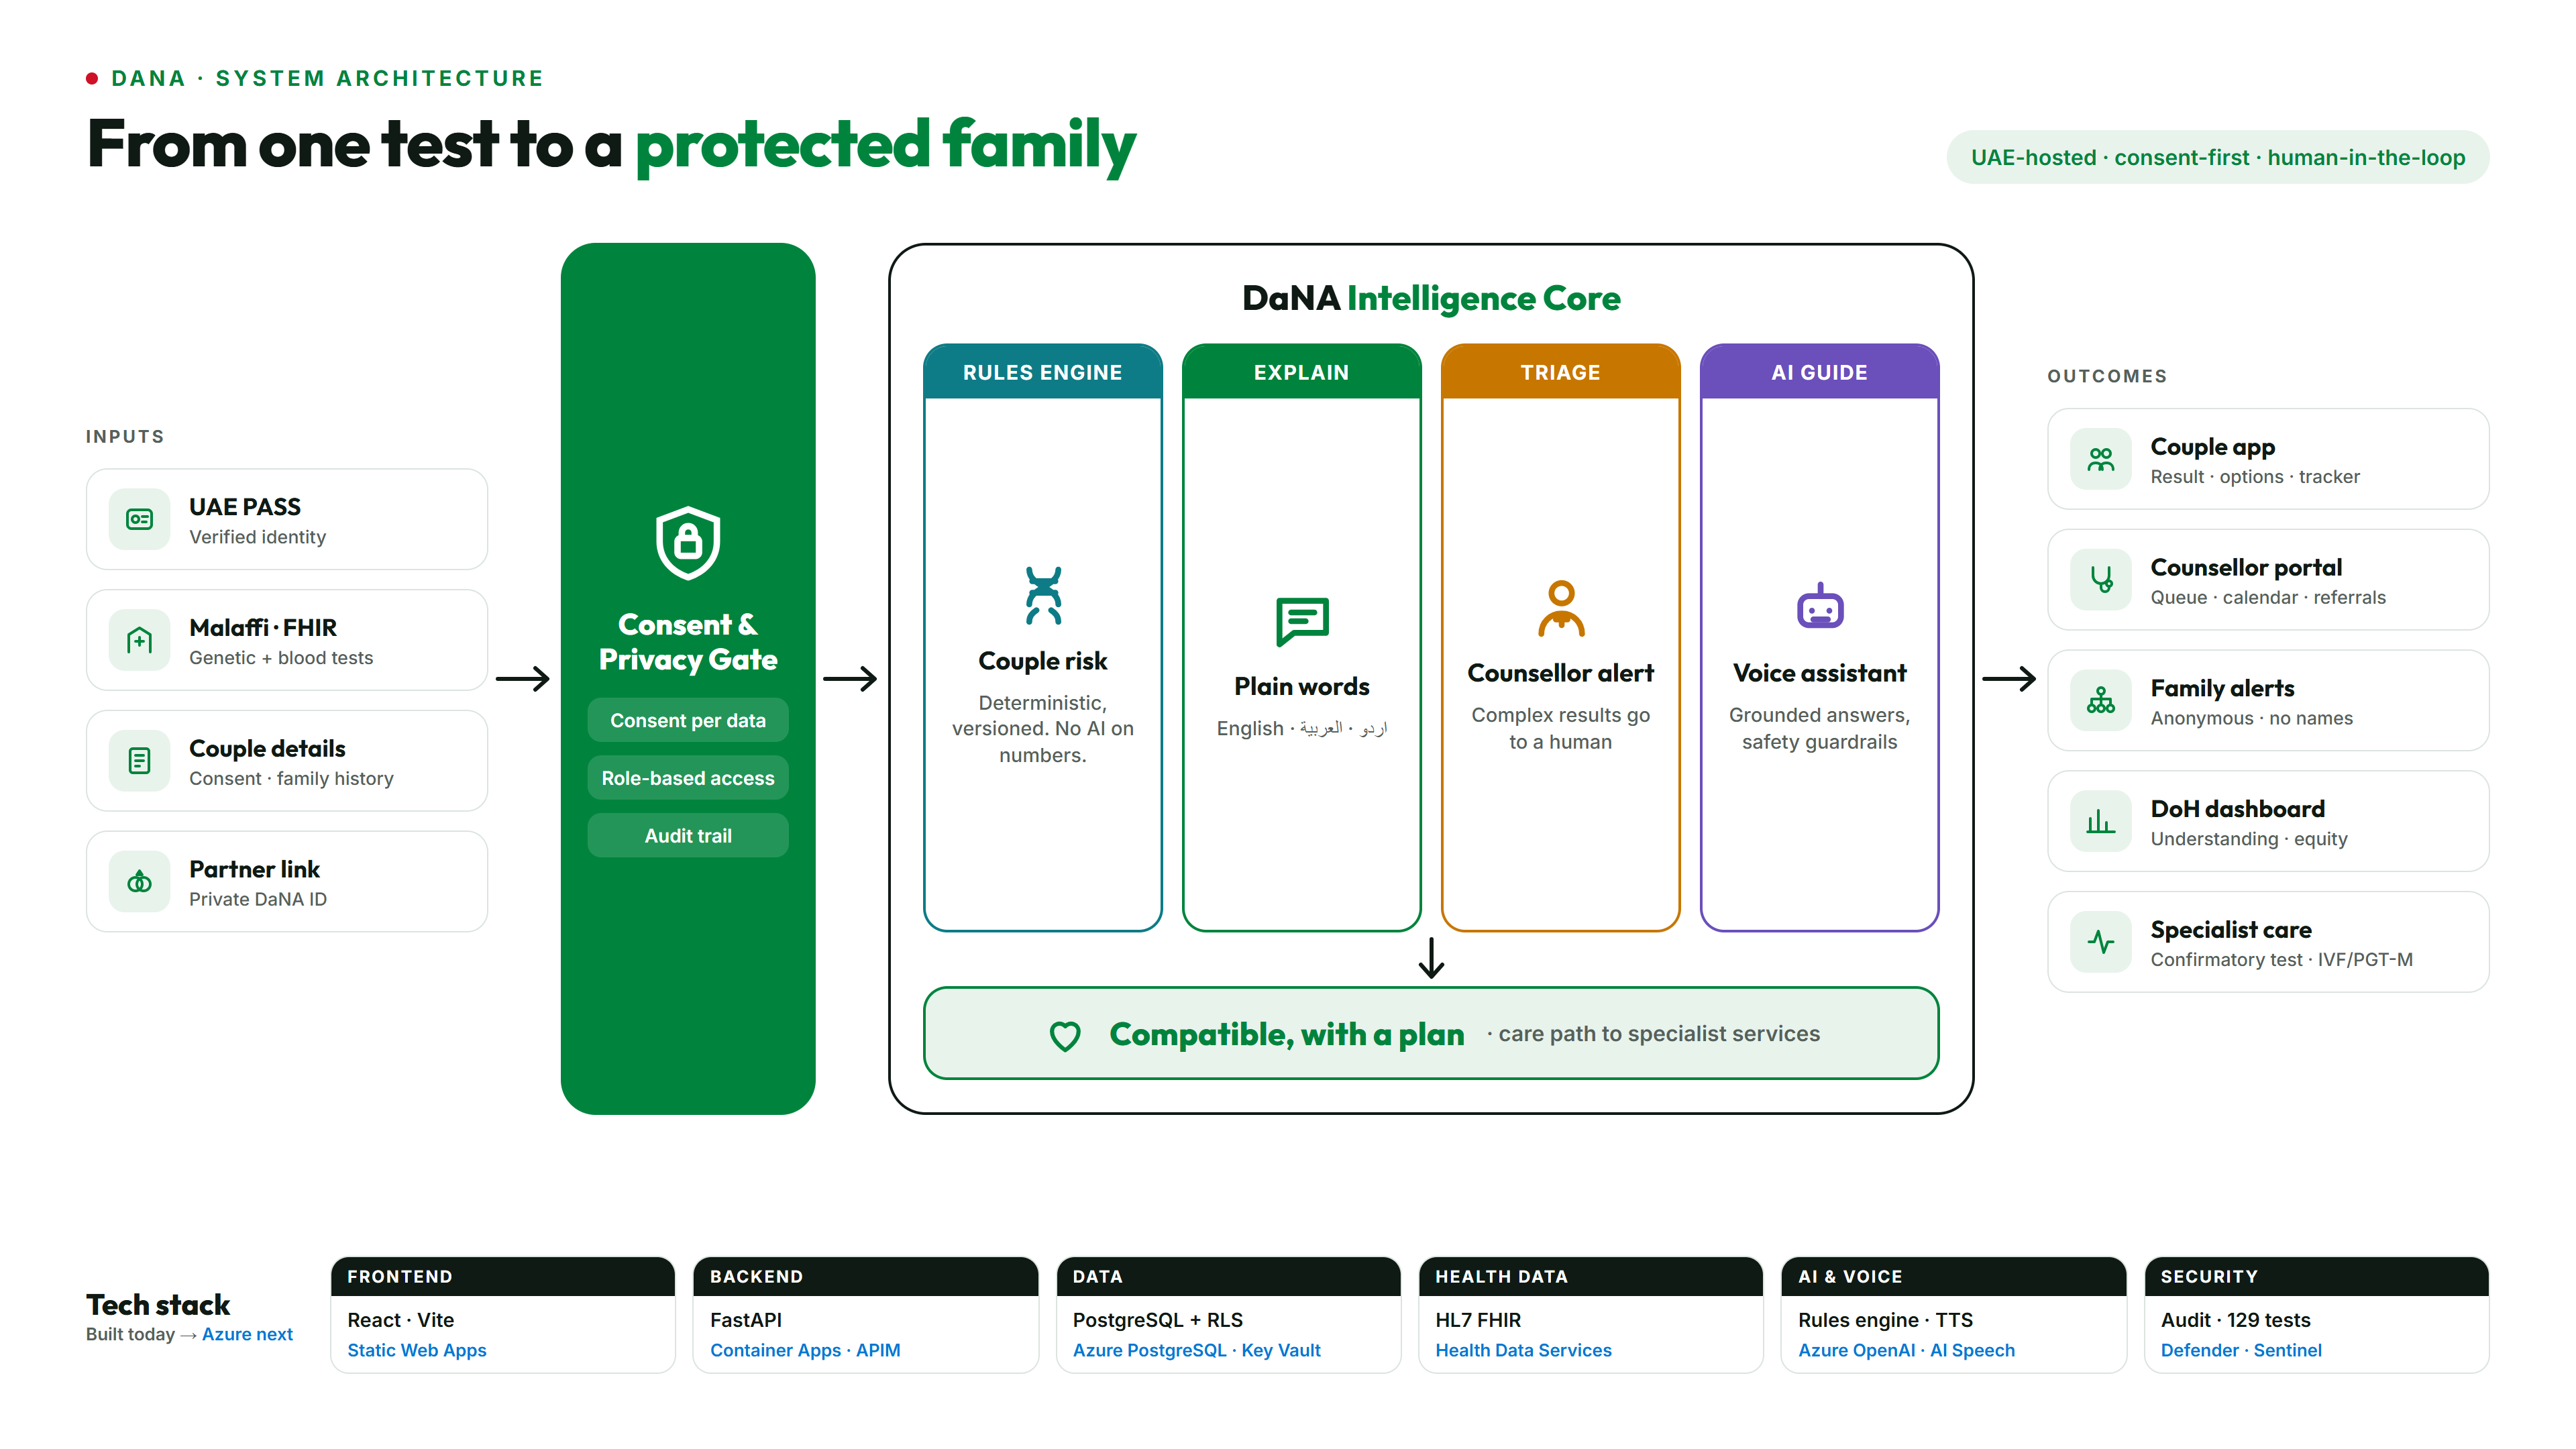 DANA · SYSTEM ARCHITECTURE
From one test to a protected family
UAE-hosted · consent-first · human-in-the-loop
INPUTS
UAE PASS
Verified identity
Malaffi · FHIR
Genetic + blood tests
Couple details
Consent · family history
Partner link
Private DaNA ID
Consent &
Privacy Gate
Consent per data
Role-based access
Audit trail
DaNA Intelligence Core
RULES ENGINE
Couple risk
Deterministic,
versioned. No AI on
numbers.
EXPLAIN
Plain words
English · العربية · اردو
TRIAGE
Counsellor alert
Complex results go
to a human
AI GUIDE
Voice assistant
Grounded answers,
safety guardrails
Compatible, with a plan · care path to specialist services
OUTCOMES
Couple app
Result · options · tracker
Counsellor portal
Queue · calendar · referrals
Family alerts
Anonymous · no names
DoH dashboard
Understanding · equity
Specialist care
Confirmatory test · IVF/PGT-M
Tech stack
Built today → Azure next
FRONTEND
React · Vite
Static Web Apps
BACKEND
FastAPI
Container Apps · APIM
DATA
PostgreSQL + RLS
Azure PostgreSQL · Key Vault
HEALTH DATA
HL7 FHIR
Health Data Services
AI & VOICE
Rules engine · TTS
Azure OpenAI · AI Speech
SECURITY
Audit · 129 tests
Defender · Sentinel